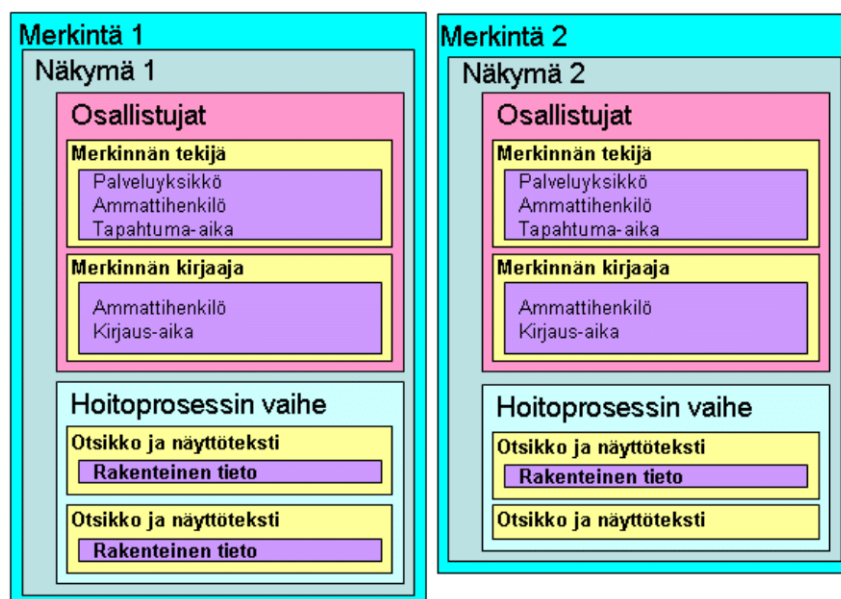 Merkintä 1
Näkymä 1
Osallistujat
Merkinnän tekijä
Palveluyksikkö
Ammattihenkilö
Tapahtuma-aika
Merkinnän kirjaaja
Ammattihenkilö
Kirjaus-aika
Hoitoprosessin vaihe
Otsikko ja näyttöteksti
Rakenteinen tieto
Otsikko ja näyttöteksti
Rakenteinen tieto
Merkintä 2
Näkymä 2
Osallistujat
Merkinnän tekijä
Palveluyksikkö
Ammattihenkilö
Tapahtuma-aika
Merkinnän kirjaaja
Ammattihenkilö
Kirjaus-aika
Hoitoprosessin vaihe
Otsikko ja näyttöteksti
Rakenteinen tieto
Otsikko ja näyttöteksti